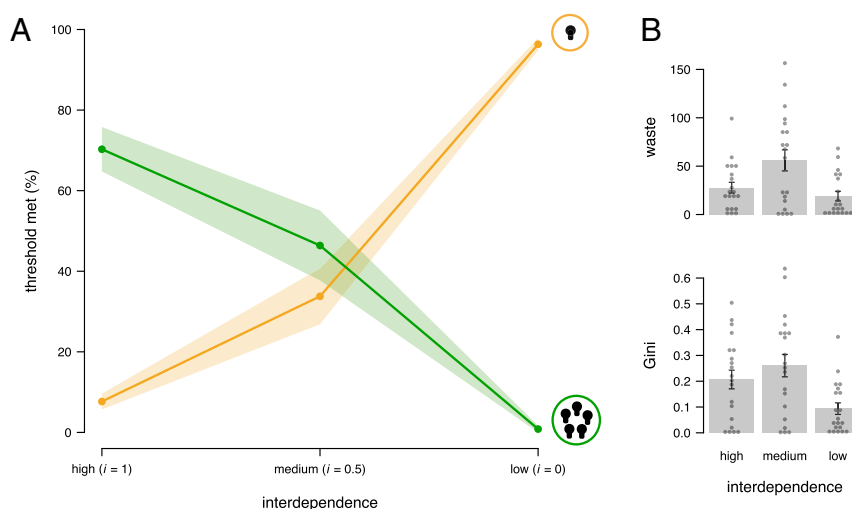 A
threshold met (%)
100
80
60
40
20
0
high (i = 1)
medium (i = 0.5)
low (i = 0)
interdependence
B
waste
150
100
50
0
Gini
0.6
0.5
0.4
0.3
0.2
0.1
0.0
high
medium
low
interdependence